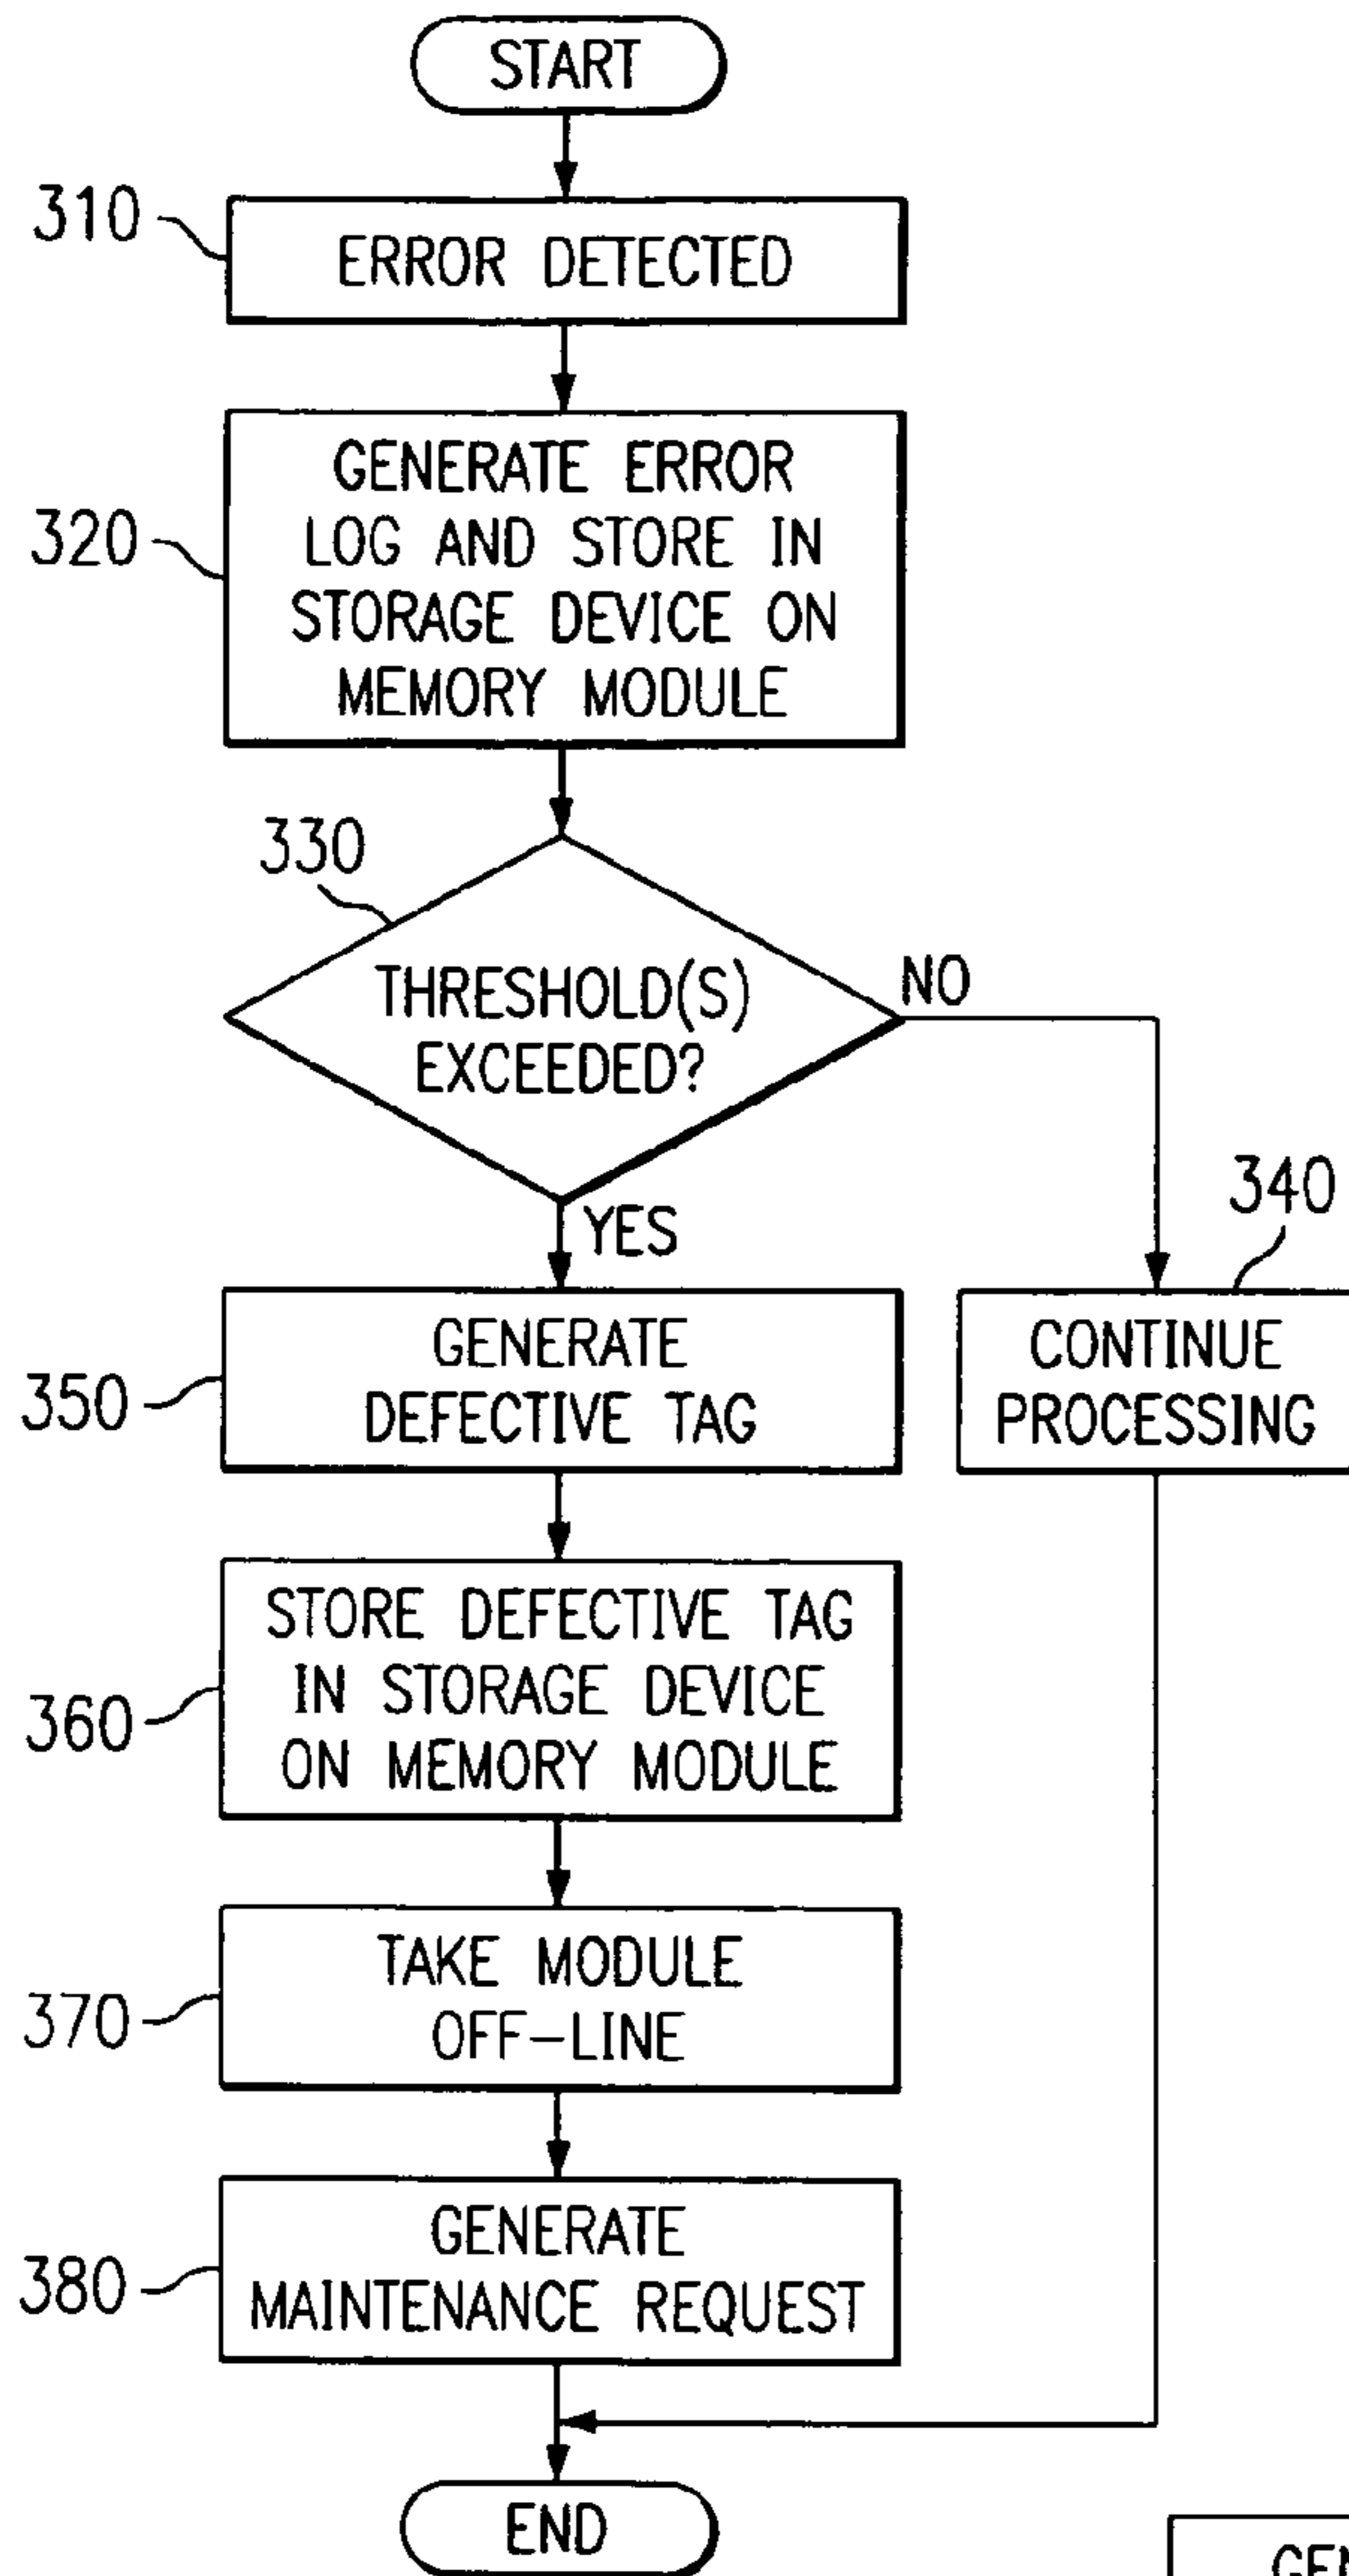 START
310
ERROR DETECTED
320
GENERATE ERROR
LOG AND STORE IN
STORAGE DEVICE ON
MEMORY MODULE
330
THRESHOLD(S)
EXCEEDED?
NO
YES
340
CONTINUE
PROCESSING
350
GENERATE
DEFECTIVE TAG
360
STORE DEFECTIVE TAG
IN STORAGE DEVICE
ON MEMORY MODULE
370
TAKE MODULE
OFF-LINE
380
GENERATE
MAINTENANCE REQUEST
END